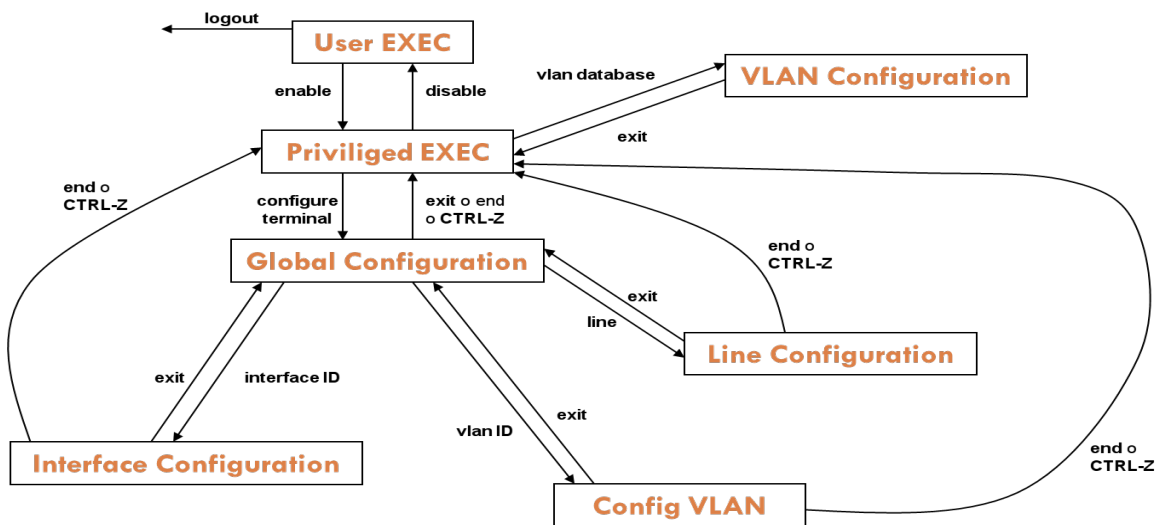 logout
User EXEC
enable
disable
vlan database
VLAN Configuration
exit
Priviliged EXEC
end o
CTRL-Z
configure
terminal
exit o end
o CTRL-Z
Global Configuration
end o
CTRL-Z
exit
line
Line Configuration
exit
interface ID
vlan ID
exit
Interface Configuration
end o
CTRL-Z
Config VLAN